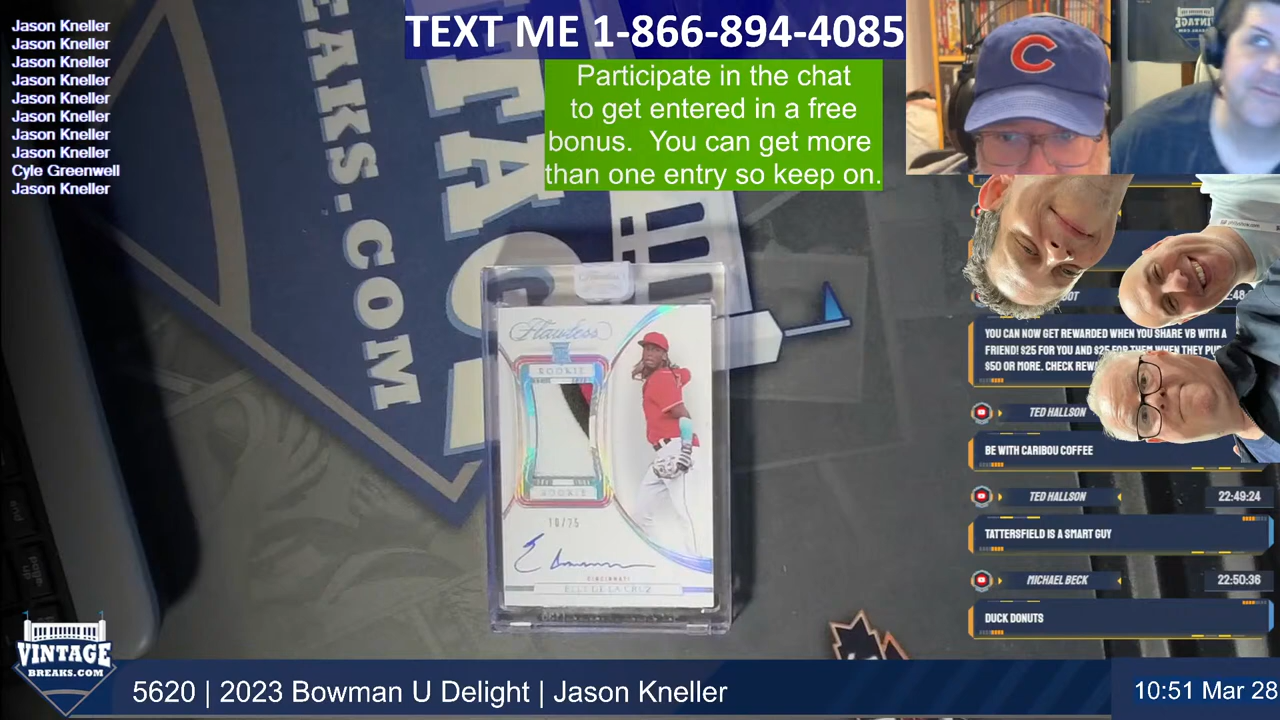 Jason Kneller
Jason Kneller
Jason Kneller
Jason Kneller
Jason Kneller
Jason Kneller
Jason Kneller
Jason Kneller
Cyle Greenwell
Jason Kneller
TEXT ME 1-866-894-4085
Participate in the chat
to get entered in a free
bonus. You can get more
than one entry so keep on.
EAKS.COM
C
Flawless
ROOKIE
ROOKIE
10/25
CINCINNATI
ELLY DE LA CRUZ
YOU CAN NOW GET REWARDED WHEN YOU SHARE VB WITH A
FRIEND! $25 FOR YOU AND $25 FOR THEM WHEN THEY
$50 OR MORE. CHECK
TED HALLSON
BE WITH CARIBOU COFFEE
TED HALLSON 22:49:24
TATTERSFIELD IS A SMART GUY
MICHAEL BECK 22:50:36
DUCK DONUTS
VINTAGE
BREAKS.COM
5620 | 2023 Bowman U Delight | Jason Kneller
10:51 Mar 28